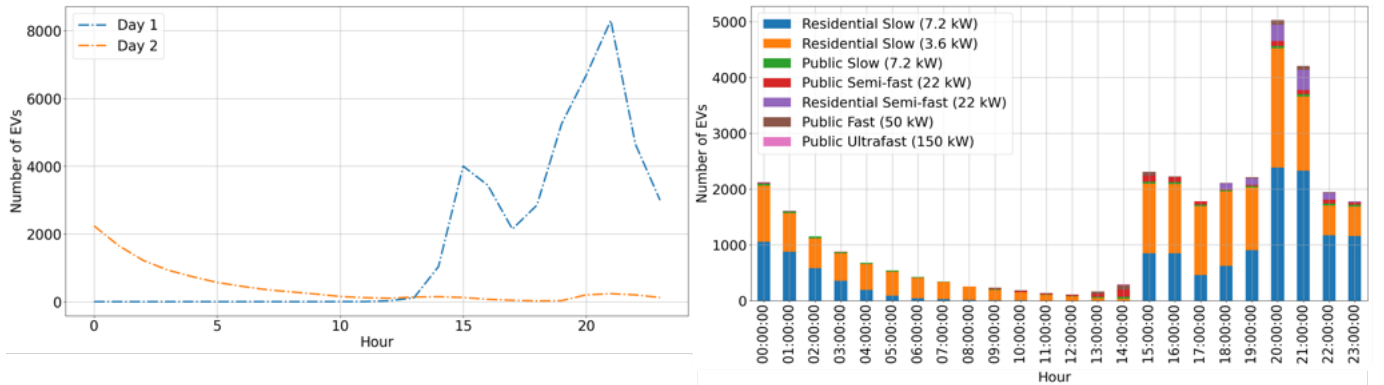 Day 1
Day 2
8000
6000
4000
2000
0
Number of EVs
0 5 10 15 20
Hour
Residential Slow (7.2 kW)
Residential Slow (3.6 kW)
Public Slow (7.2 kW)
Public Semi-fast (22 kW)
Residential Semi-fast (22 kW)
Public Fast (50 kW)
Public Ultrafast (150 kW)
5000
4000
3000
2000
1000
0
Number of EVs
00:00:00
01:00:00
02:00:00
03:00:00
04:00:00
05:00:00
06:00:00
07:00:00
08:00:00
09:00:00
10:00:00
11:00:00
12:00:00
13:00:00
14:00:00
15:00:00
16:00:00
17:00:00
18:00:00
19:00:00
20:00:00
21:00:00
22:00:00
23:00:00
Hour